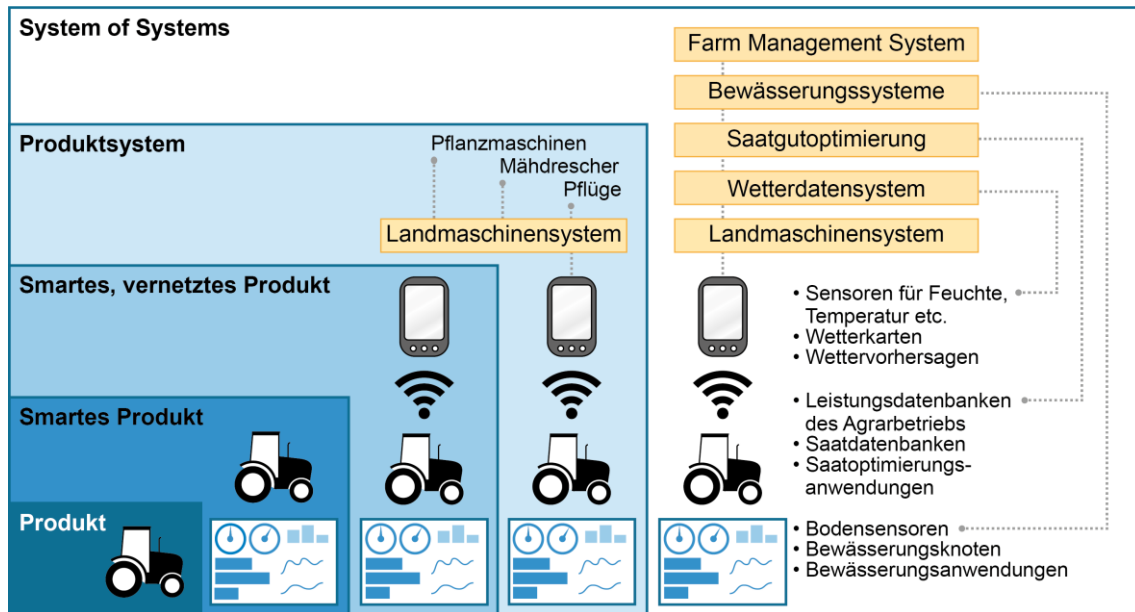 System of Systems
Farm Management System
Bewässerungssysteme
Saatgutoptimierung
Wetterdatensystem
Landmaschinensystem
Produktsystem
Pflanzmaschinen
Mähdrescher
Pflüge
Landmaschinensystem
Smartes, vernetztes Produkt
Smartes Produkt
Produkt
• Sensoren für Feuchte,
Temperatur etc.
• Wetterkarten
• Wettervorhersagen
• Leistungsdatenbanken
des Agrarbetriebs
• Saatdatenbanken
• Saatoptimierungs-
anwendungen
• Bodensensoren
• Bewässerungsknoten
• Bewässerungsanwendungen